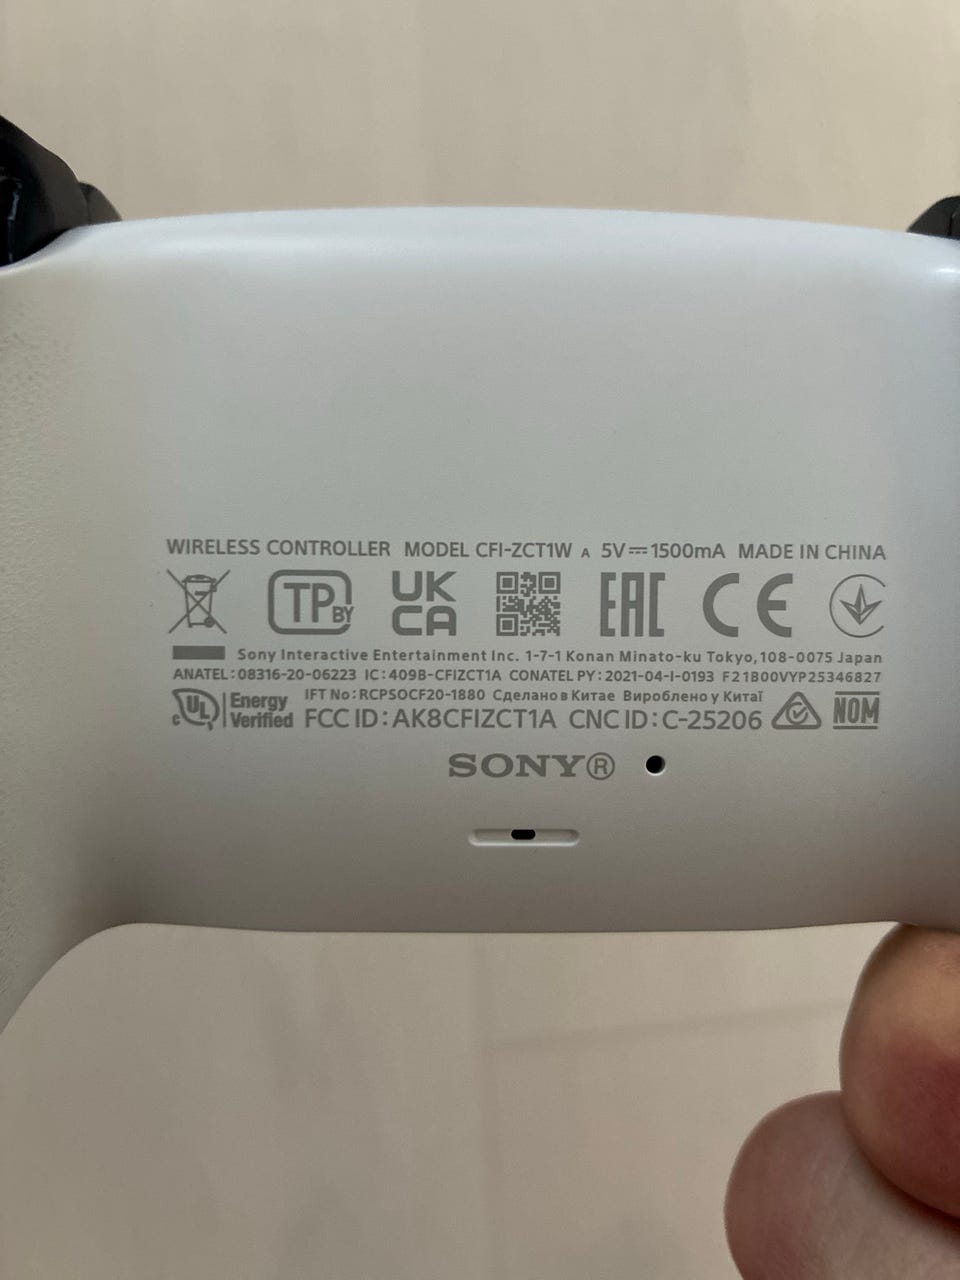 WIRELESS CONTROLLER MODEL CFI-ZCT1W A 5V⎓1500mA MADE IN CHINA
TP BY UK CA EAC CE
Sony Interactive Entertainment Inc. 1-7-1 Konan Minato-ku Tokyo, 108-0075 Japan
ANATEL:08316-20-06223 IC:409B-CFIZCT1A CONATEL PY:2021-04-I-0193 F21B00VYP25346827
IFT No:RCPSOCF20-1880 Сделано в Китае Вироблено у Китаї
c UL Energy Verified FCC ID:AK8CFIZCT1A CNC ID:C-25206 NOM
SONY®